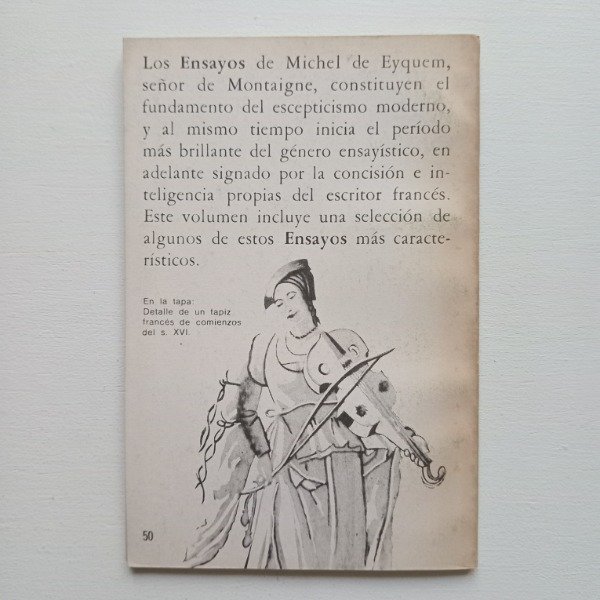 Los Ensayos de Michel de Eyquem,
señor de Montaigne, constituyen el
fundamento del escepticismo moderno,
y al mismo tiempo inicia el período
más brillante del género ensayístico, en
adelante signado por la concisión e in-
teligencia propias del escritor francés.
Este volumen incluye una selección de
algunos de estos Ensayos más caracte-
rísticos.
En la tapa:
Detalle de un tapiz
francés de comienzos
del s. XVI.
50